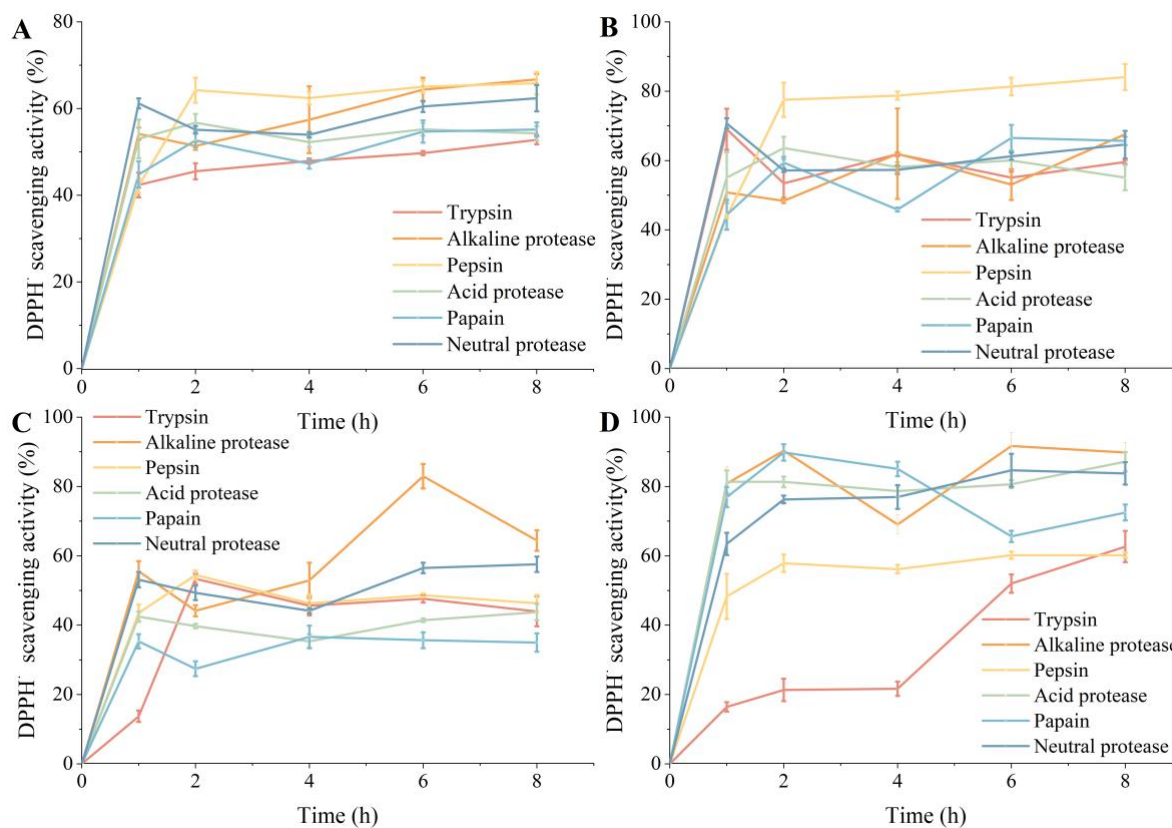 A
DPPH· scavenging activity (%)
80
60
40
20
0
0 2 4 6 8
Time (h)
Trypsin
Alkaline protease
Pepsin
Acid protease
Papain
Neutral protease
B
DPPH· scavenging activity (%)
100
80
60
40
20
0
0 2 4 6 8
Time (h)
Trypsin
Alkaline protease
Pepsin
Acid protease
Papain
Neutral protease
C
DPPH· scavenging activity (%)
100
80
60
40
20
0
0 2 4 6 8
Time (h)
Trypsin
Alkaline protease
Pepsin
Acid protease
Papain
Neutral protease
D
DPPH· scavenging activity(%)
100
80
60
40
20
0
0 2 4 6 8
Time (h)
Trypsin
Alkaline protease
Pepsin
Acid protease
Papain
Neutral protease